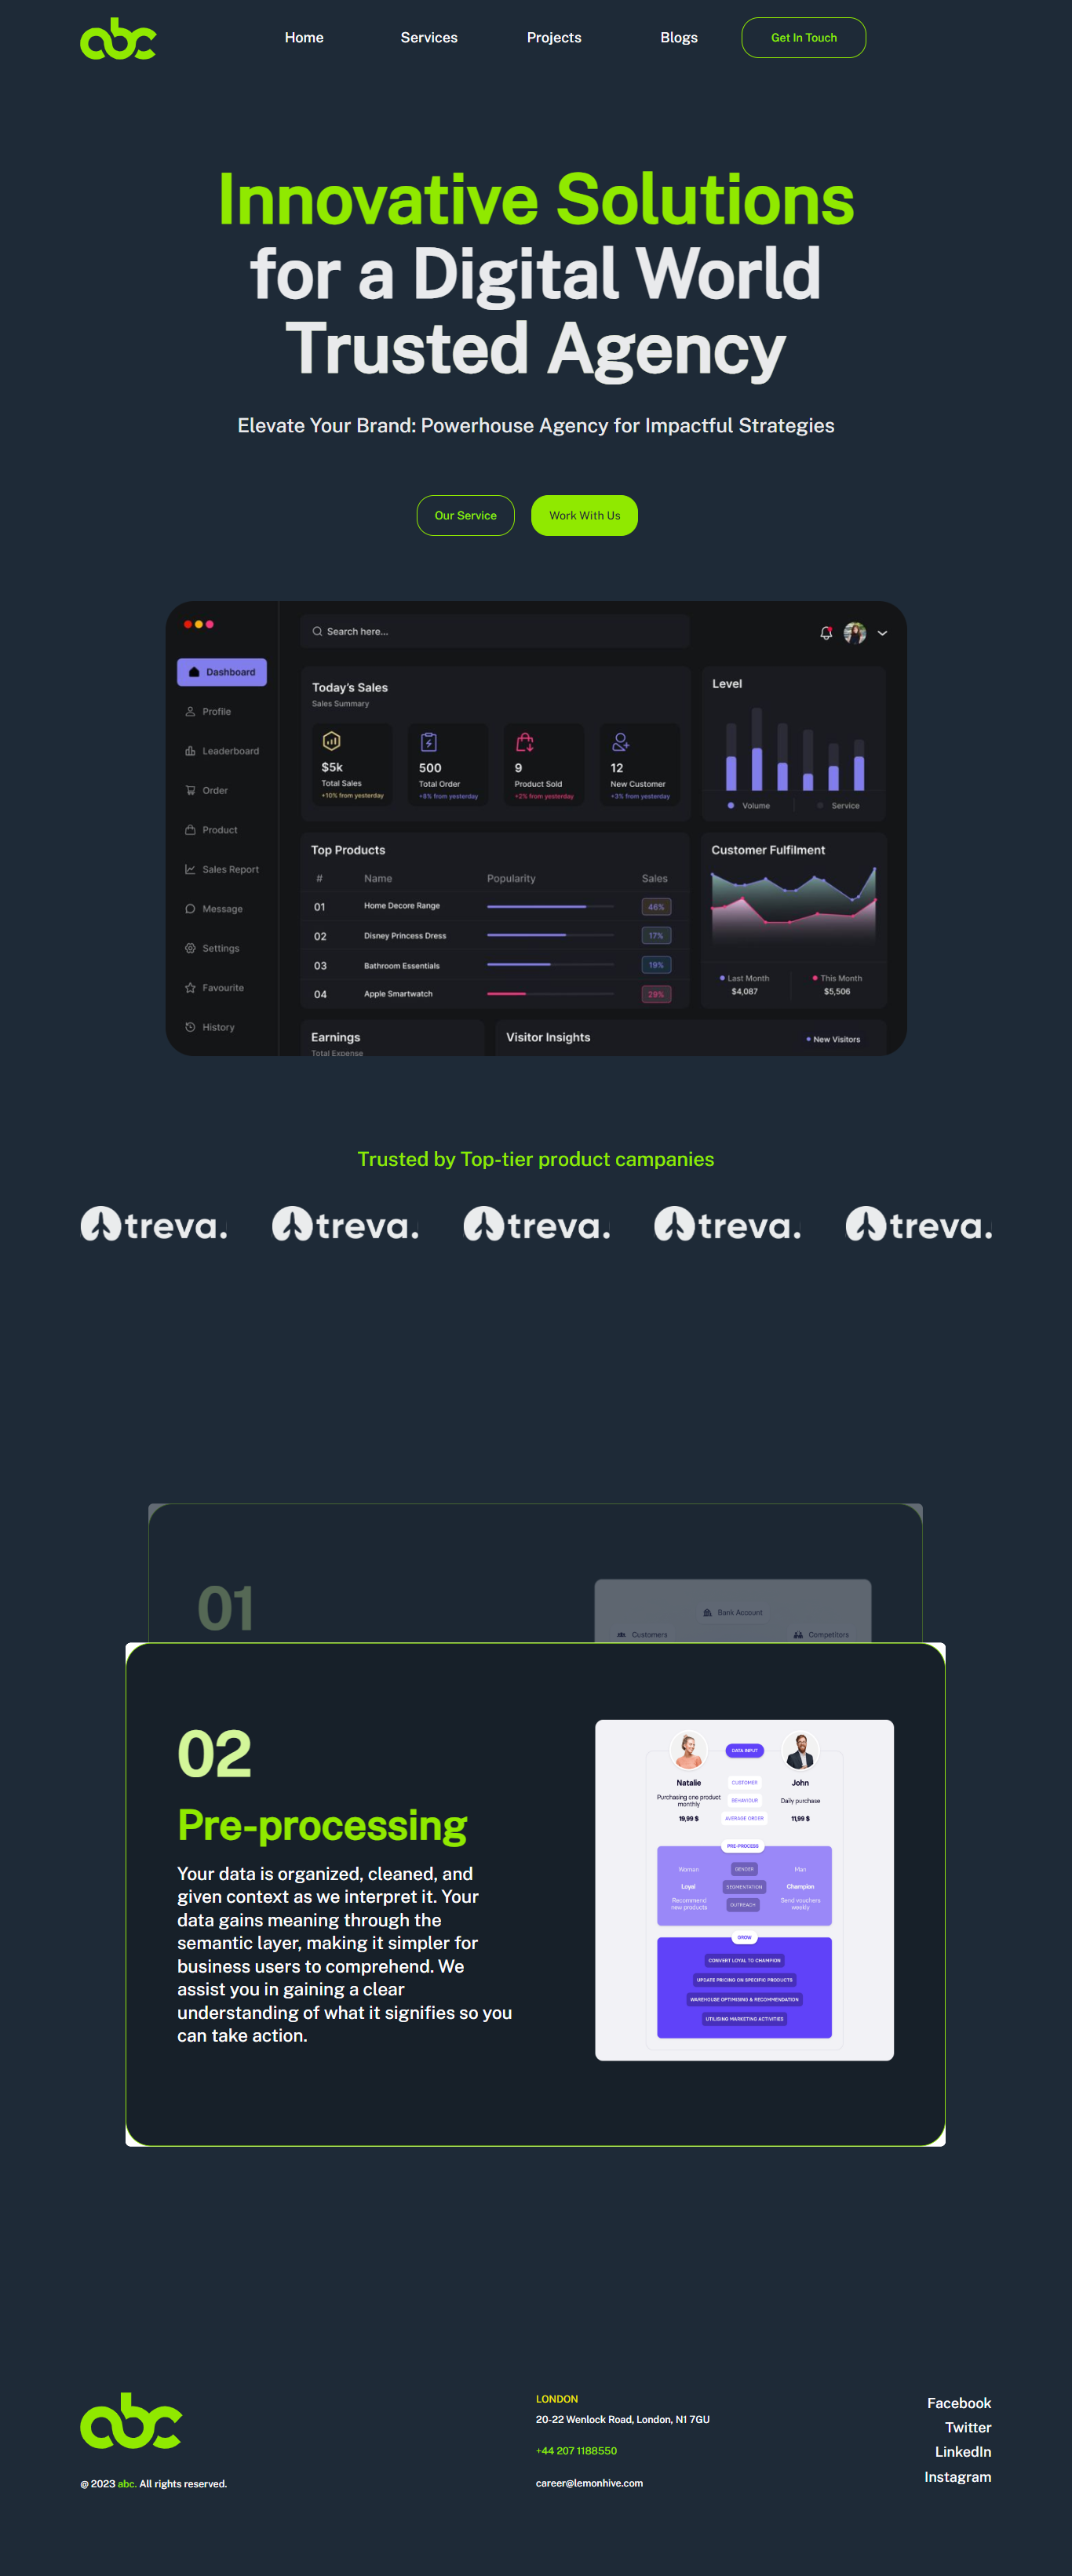 abc
Home Services Projects Blogs Get In Touch
Innovative Solutions
for a Digital World
Trusted Agency
Elevate Your Brand: Powerhouse Agency for Impactful Strategies
Our Service Work With Us
Search here...
Dashboard
Profile
Leaderboard
Order
Product
Sales Report
Message
Settings
Favourite
History
Today's Sales
Sales Summary
$5k
Total Sales
+10% from yesterday
500
Total Order
+8% from yesterday
9
Product Sold
+2% from yesterday
12
New Customer
+3% from yesterday
Level
Volume Service
Top Products
# Name Popularity Sales
01 Home Decore Range 46%
02 Disney Princess Dress 17%
03 Bathroom Essentials 19%
04 Apple Smartwatch 29%
Customer Fulfilment
Last Month This Month
$4,087 $5,506
Earnings
Total Expense
Visitor Insights
New Visitors
Trusted by Top-tier product campanies
treva. treva. treva. treva. treva.
01
Bank Account
Customers Competitors
02
Pre-processing
Your data is organized, cleaned, and
given context as we interpret it. Your
data gains meaning through the
semantic layer, making it simpler for
business users to comprehend. We
assist you in gaining a clear
understanding of what it signifies so you
can take action.
DATA INPUT
Natalie CUSTOMER John
Purchasing one product
monthly
BEHAVIOUR
Daily purchase
19,99 $ AVERAGE ORDER 11,99 $
PRE-PROCESS
Woman GENDER Man
Loyal SEGMENTATION Champion
Recommend
new products
OUTREACH
Send vouchers
weekly
GROW
CONVERT LOYAL TO CHAMPION
UPDATE PRICING ON SPECIFIC PRODUCTS
WAREHOUSE OPTIMISING & RECOMMENDATION
UTILISING MARKETING ACTIVITIES
abc
@ 2023 abc. All rights reserved.
LONDON
20-22 Wenlock Road, London, N1 7GU
+44 207 1188550
career@lemonhive.com
Facebook
Twitter
LinkedIn
Instagram